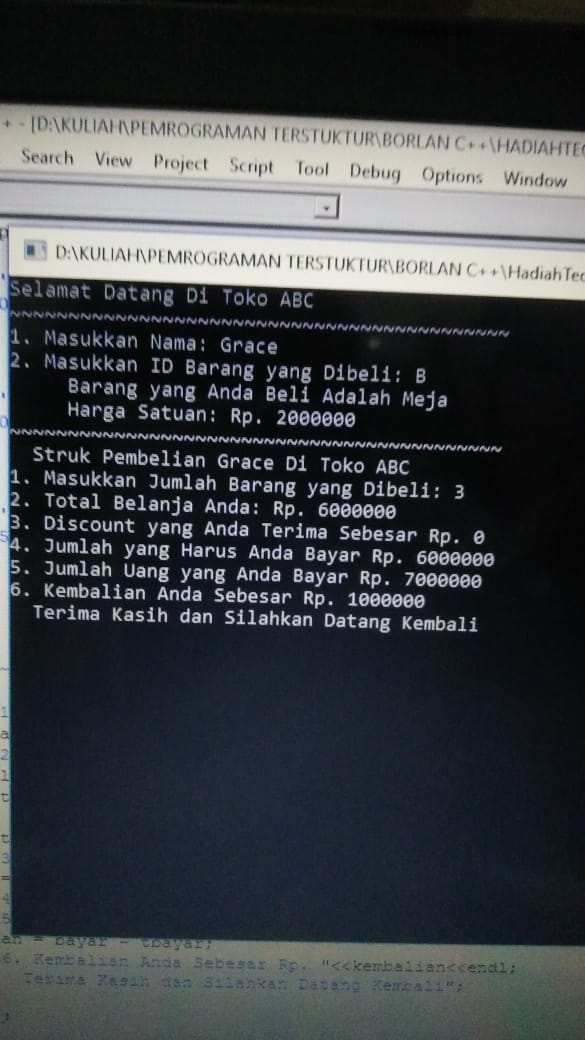 + - [D:\KULIAH\PEMROGRAMAN TERSTUKTUR\BORLAN C++\HADIAHTEC
Search View Project Script Tool Debug Options Window
D:\KULIAH\PEMROGRAMAN TERSTUKTUR\BORLAN C++\HadiahTec
Selamat Datang Di Toko ABC
~~~~~~~~~~~~~~~~~~~~~~~~~~~~~~~~~~~~~~~~~~
1. Masukkan Nama: Grace
2. Masukkan ID Barang yang Dibeli: B
Barang yang Anda Beli Adalah Meja
Harga Satuan: Rp. 2000000
~~~~~~~~~~~~~~~~~~~~~~~~~~~~~~~~~~~~~~~~~~
Struk Pembelian Grace Di Toko ABC
1. Masukkan Jumlah Barang yang Dibeli: 3
2. Total Belanja Anda: Rp. 6000000
3. Discount yang Anda Terima Sebesar Rp. 0
4. Jumlah yang Harus Anda Bayar Rp. 6000000
5. Jumlah Uang yang Anda Bayar Rp. 7000000
6. Kembalian Anda Sebesar Rp. 1000000
Terima Kasih dan Silahkan Datang Kembali
an = bayar - tbayar;
6. Kembalian Anda Sebesar Rp. "<<kembalian<<endl;
Terima Kasih dan Silahkan Datang Kembali";